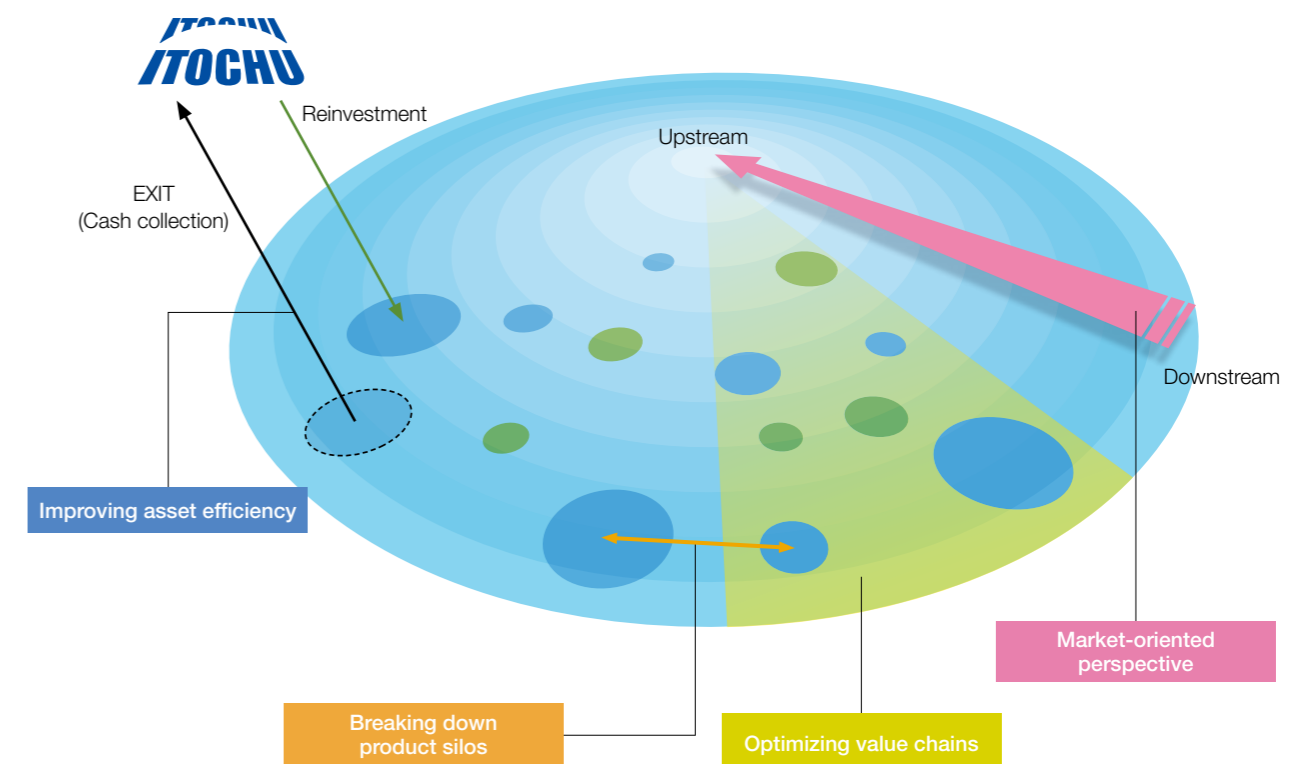 ITOCHU
ITOCHU
Reinvestment
Upstream
EXIT
(Cash collection)
Downstream
Improving asset efficiency
Market-oriented
perspective
Breaking down
product silos
Optimizing value chains